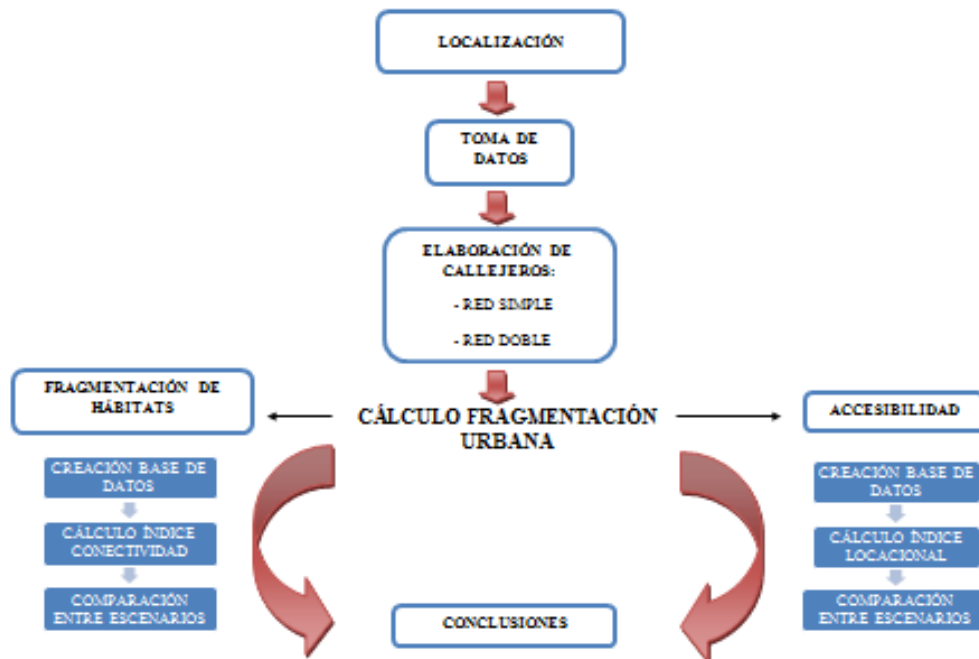 LOCALIZACIÓN
TOMA DE
DATOS
ELABORACIÓN DE
CALLEJEROS:
- RED SIMPLE
- RED DOBLE
FRAGMENTACIÓN DE
HÁBITATS
CÁLCULO FRAGMENTACIÓN
URBANA
ACCESIBILIDAD
CREACIÓN BASE DE
DATOS
CÁLCULO ÍNDICE
CONECTIVIDAD
COMPARACIÓN
ENTRE ESCENARIOS
CREACIÓN BASE DE
DATOS
CÁLCULO ÍNDICE
LOCACIONAL
COMPARACIÓN
ENTRE ESCENARIOS
CONCLUSIONES